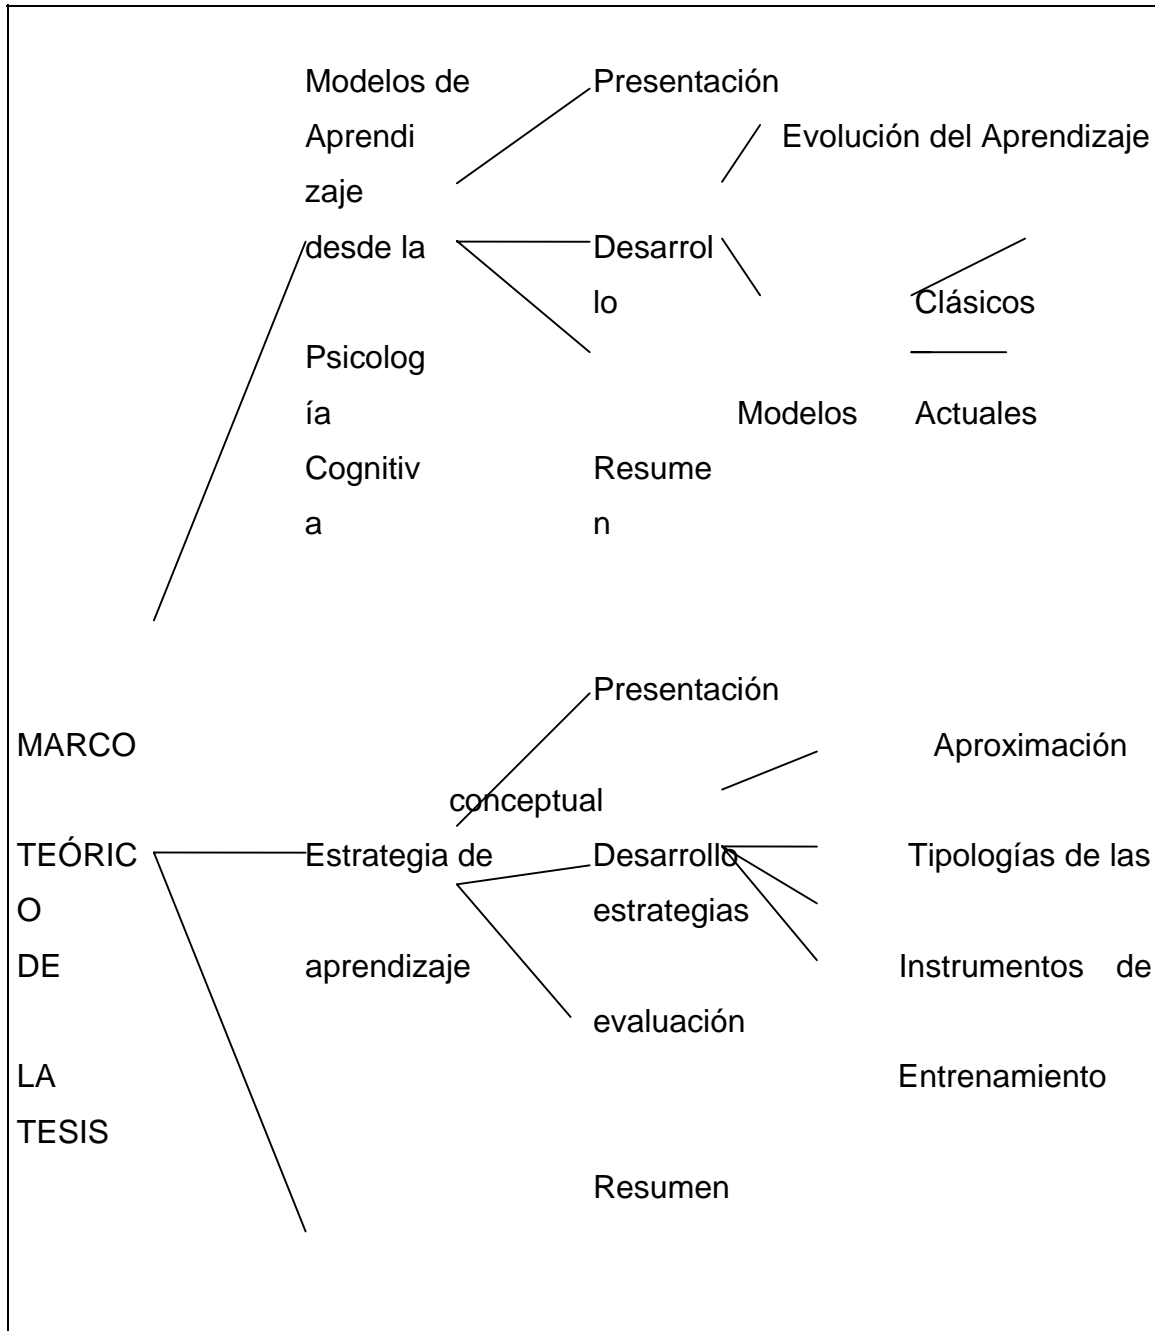 Modelos de Presentación
Aprendi Evolución del Aprendizaje
zaje
desde la Desarrol
lo Clásicos
Psicolog
ía Modelos Actuales
Cognitiv Resume
a n
Presentación
MARCO Aproximación
conceptual
TEÓRIC Estrategia de Desarrollo Tipologías de las
O estrategias
DE aprendizaje Instrumentos de
evaluación
LA Entrenamiento
TESIS
Resumen